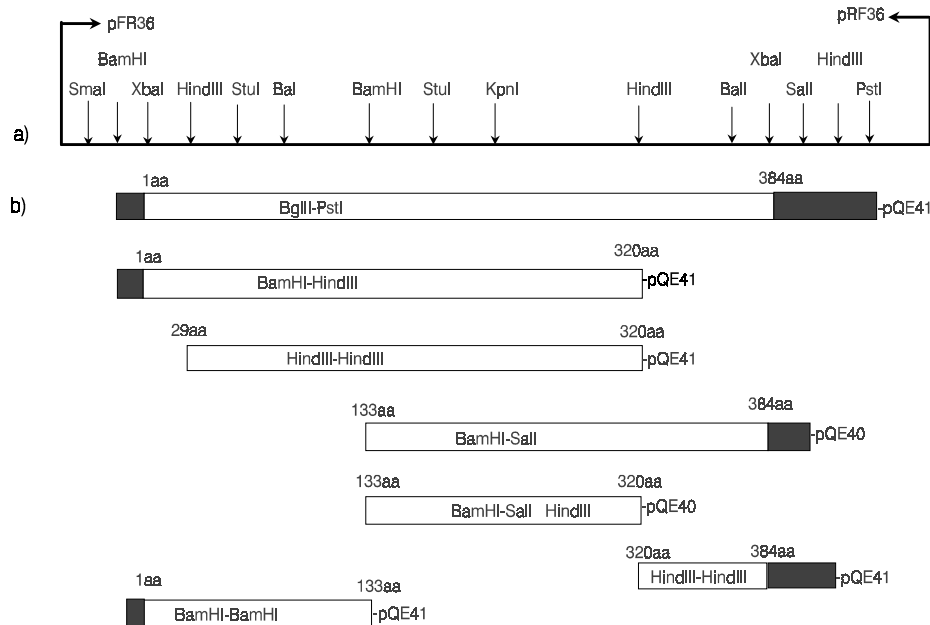 pFR36
pRF36
BamHI
XbaI
HindIII
SmaI XbaI HindIII StuI Bal BamHI StuI KpnI HindIII BalI SalI PstI
a)
1aa 384aa
b)
BglII-PstI -pQE41
1aa 320aa
BamHI-HindIII -pQE41
29aa 320aa
HindIII-HindIII -pQE41
133aa 384aa
BamHI-SalI -pQE40
133aa 320aa
BamHI-SalI HindIII -pQE40
320aa 384aa
HindIII-HindIII -pQE41
1aa 133aa
BamHI-BamHI -pQE41